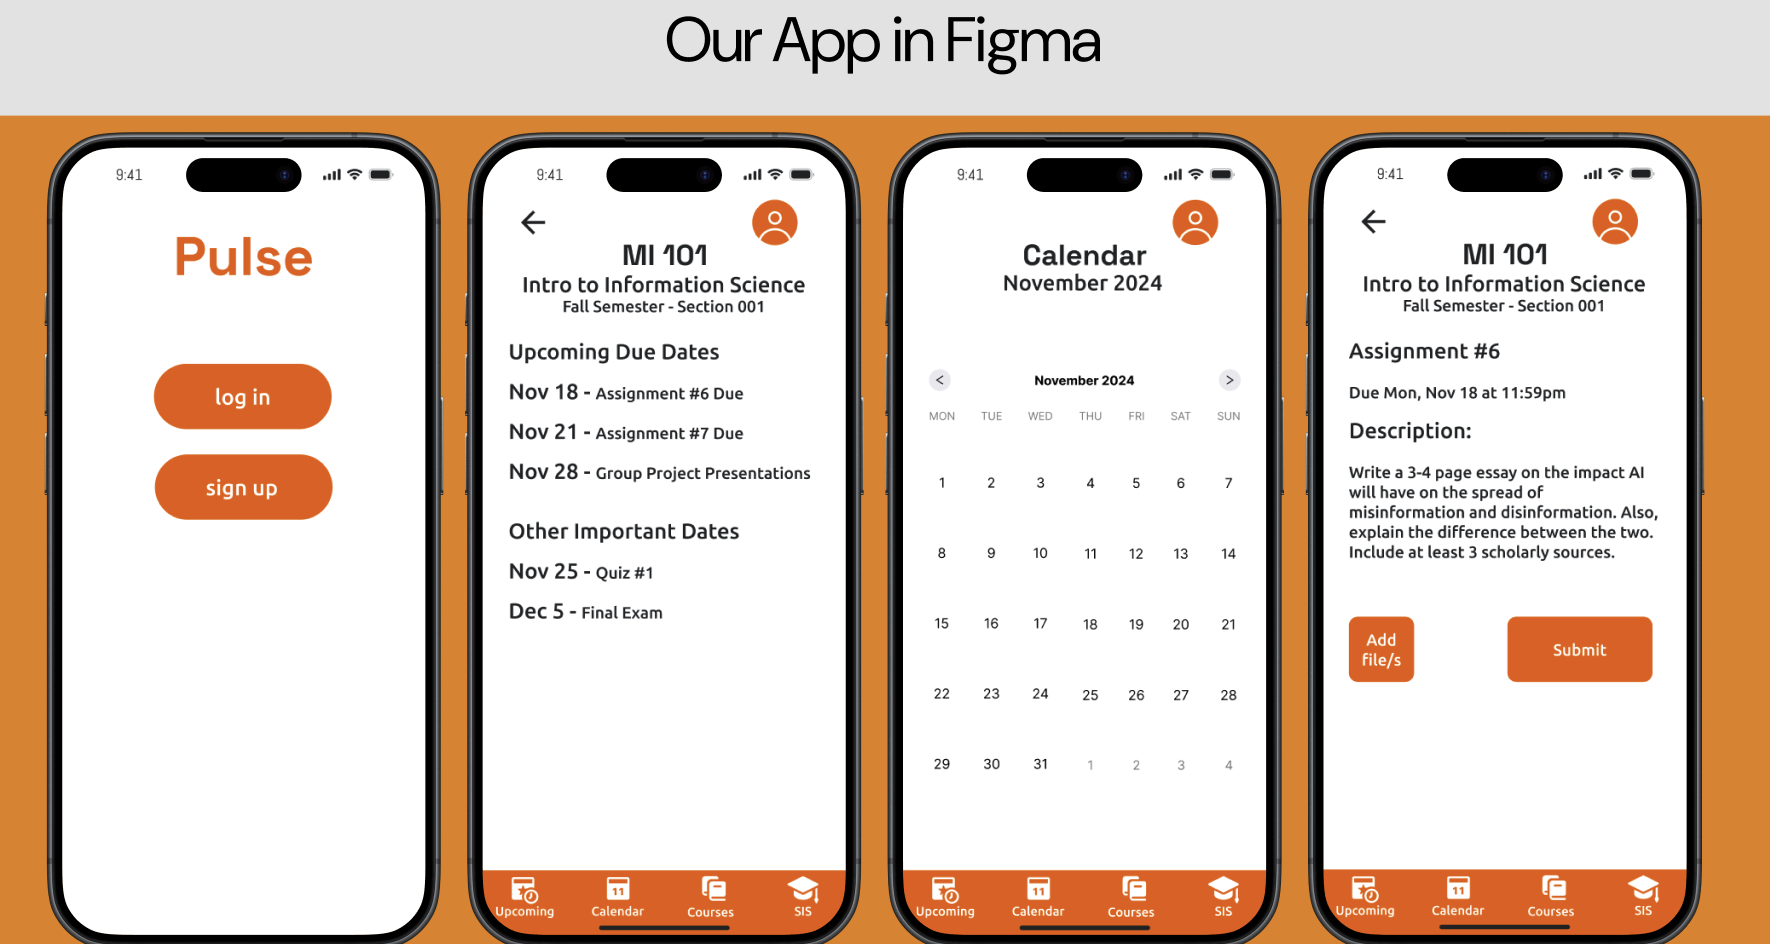 Our App in Figma
9:41
Pulse
log in
sign up
9:41
MI 101
Intro to Information Science
Fall Semester - Section 001
Upcoming Due Dates
Nov 18 - Assignment #6 Due
Nov 21 - Assignment #7 Due
Nov 28 - Group Project Presentations
Other Important Dates
Nov 25 - Quiz #1
Dec 5 - Final Exam
11
Upcoming Calendar Courses SIS
9:41
Calendar
November 2024
< November 2024 >
MON TUE WED THU FRI SAT SUN
1 2 3 4 5 6 7
8 9 10 11 12 13 14
15 16 17 18 19 20 21
22 23 24 25 26 27 28
29 30 31 1 2 3 4
11
Upcoming Calendar Courses SIS
9:41
MI 101
Intro to Information Science
Fall Semester - Section 001
Assignment #6
Due Mon, Nov 18 at 11:59pm
Description:
Write a 3-4 page essay on the impact AI
will have on the spread of
misinformation and disinformation. Also,
explain the difference between the two.
Include at least 3 scholarly sources.
Add
file/s
Submit
11
Upcoming Calendar Courses SIS